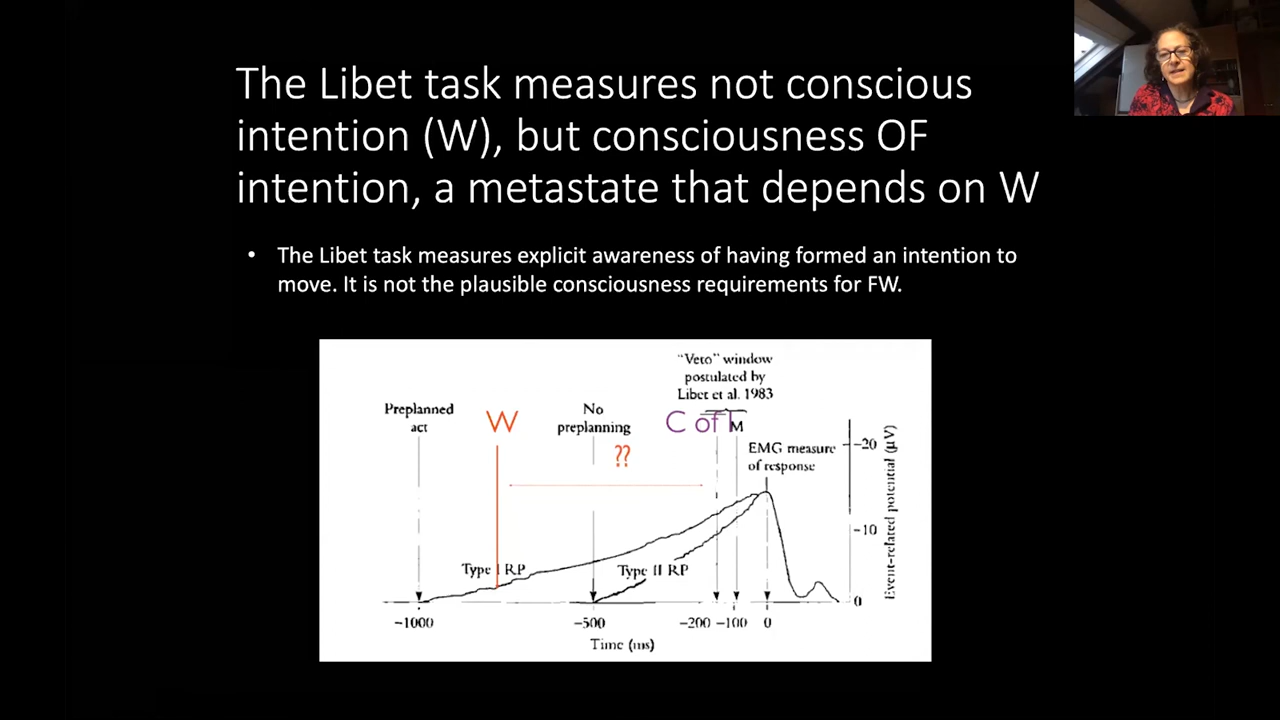 The Libet task measures not conscious
intention (W), but consciousness OF
intention, a metastate that depends on W
• The Libet task measures explicit awareness of having formed an intention to
move. It is not the plausible consciousness requirements for FW.
"Veto" window
postulated by
Libet et al. 1983
Preplanned
act
W
No
preplanning
??
C of I
M
EMG measure
of response
Type I RP
Type II RP
−20
−10
0
Event-related potential (μV)
−1000
−500
−200
−100
0
Time (ms)